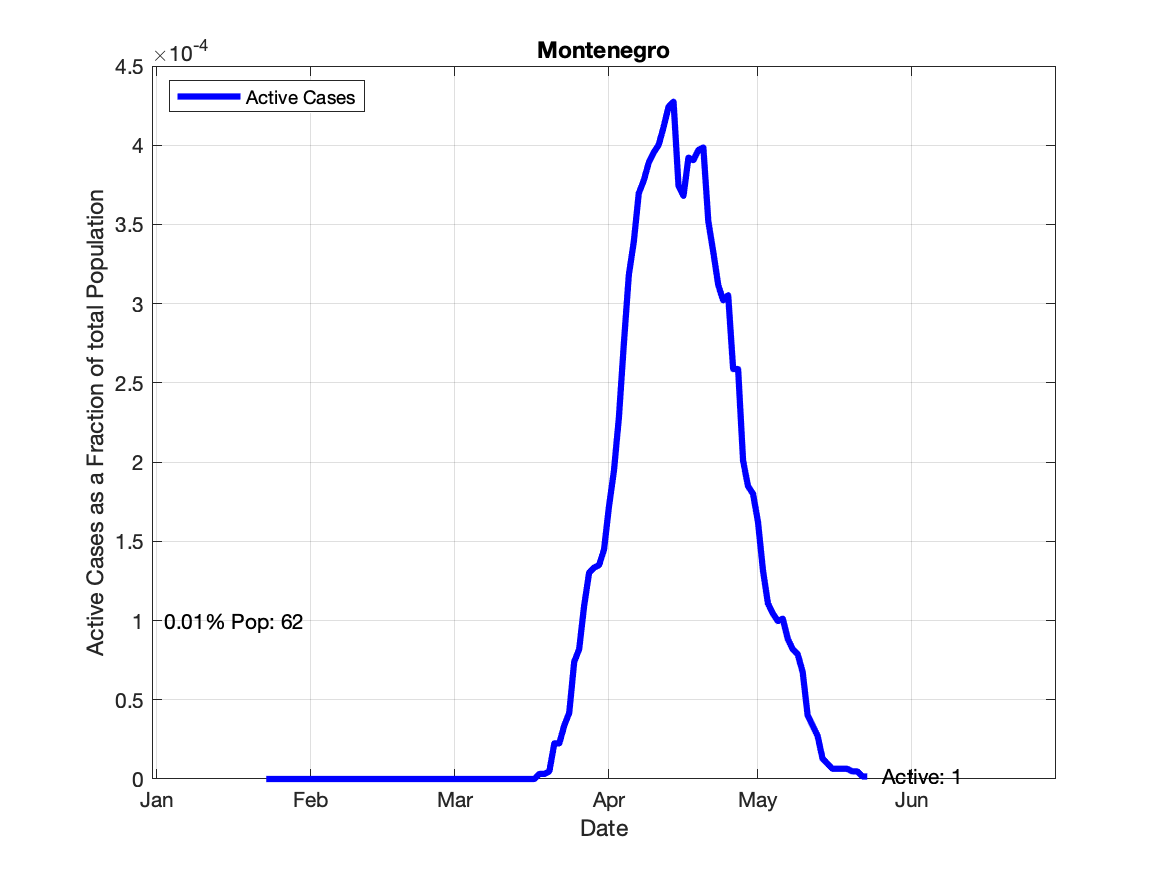 Montenegro
×10-4
4.5
4
3.5
3
2.5
2
1.5
1
0.5
0
Active Cases as a Fraction of total Population
Active Cases
0.01% Pop: 62
Active: 1
Jan Feb Mar Apr May Jun
Date